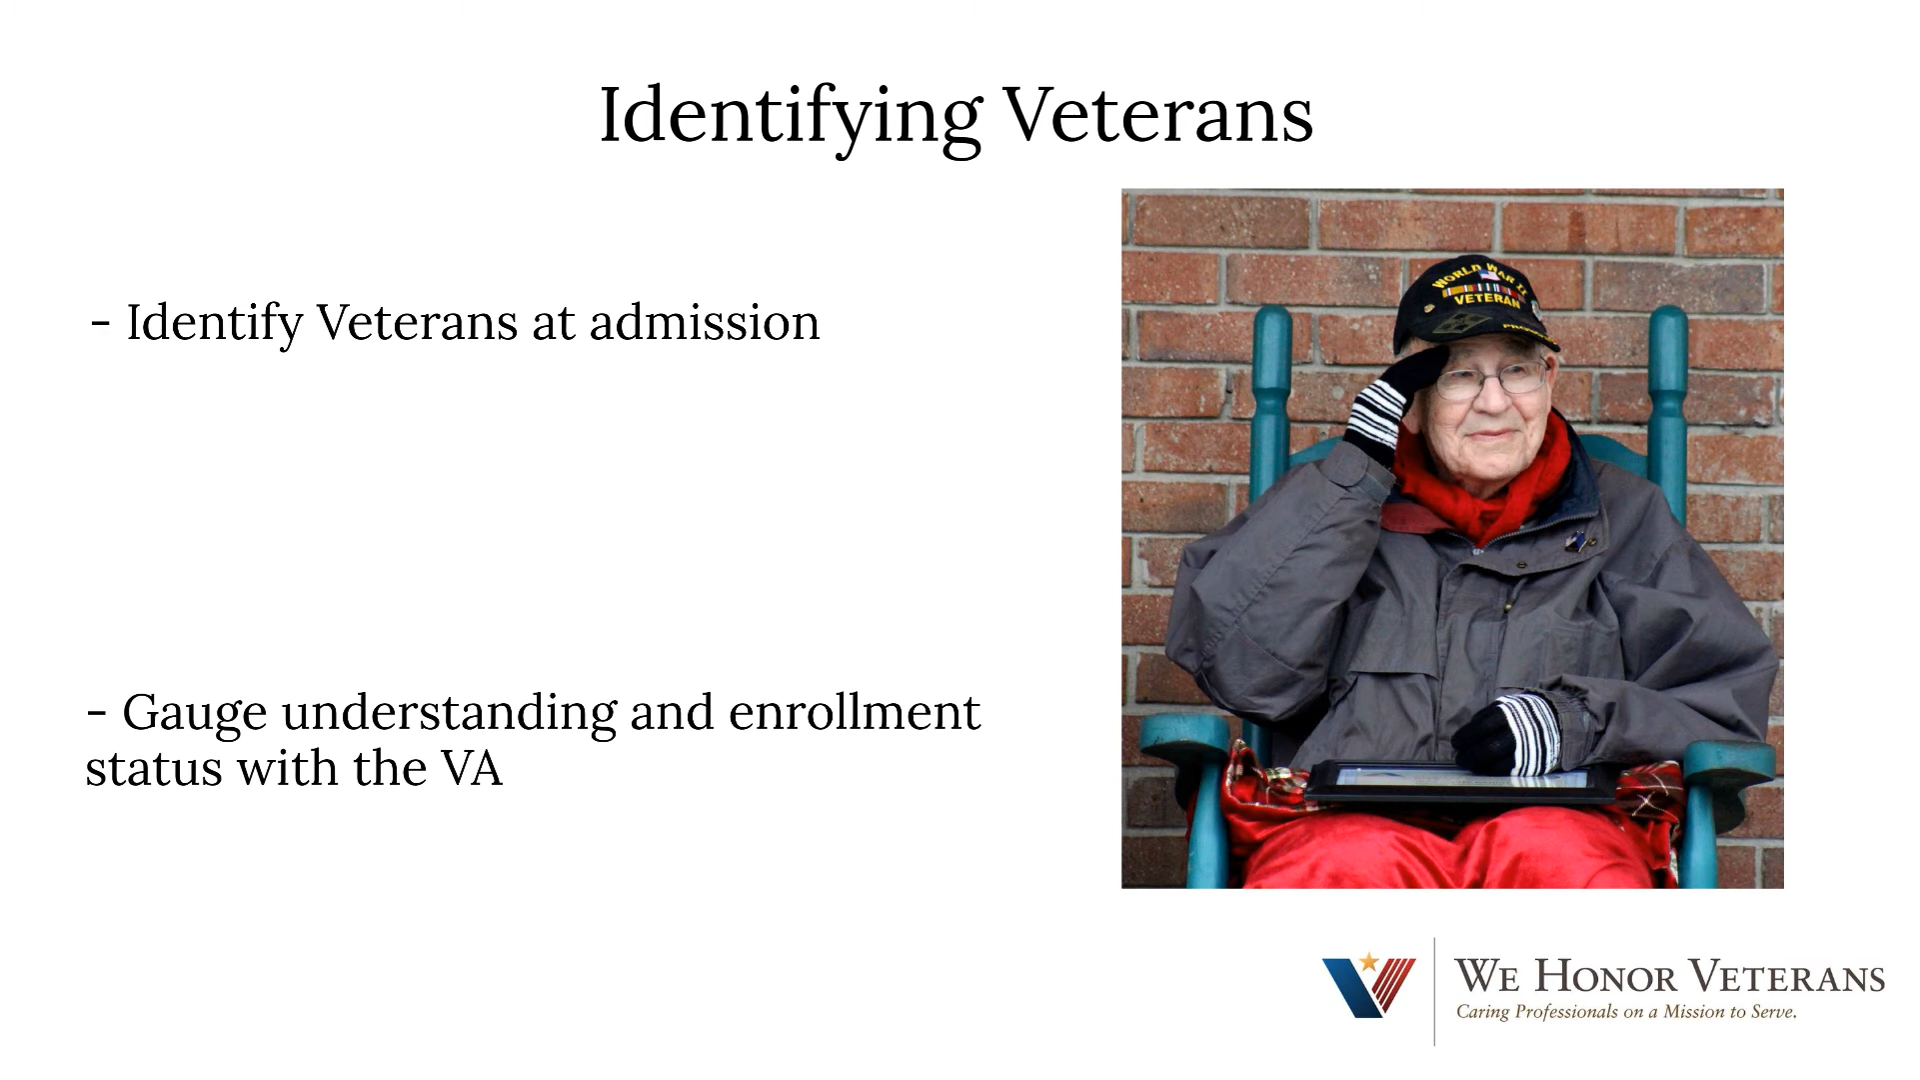 Identifying Veterans
- Identify Veterans at admission
- Gauge understanding and enrollment
status with the VA
WORLD WAR II
VETERAN
WE HONOR VETERANS
Caring Professionals on a Mission to Serve.